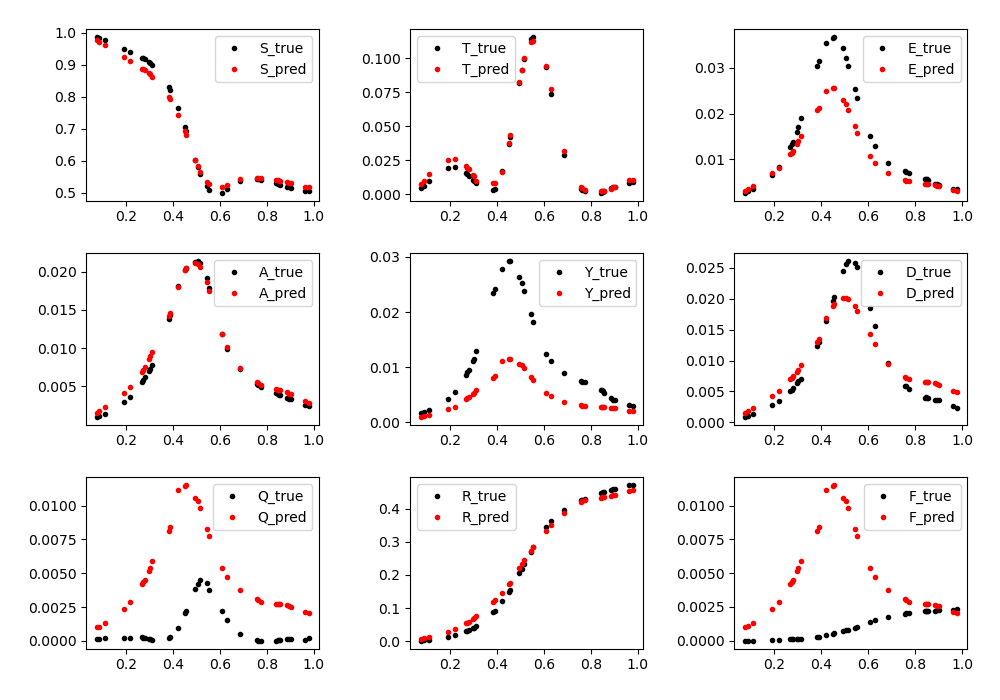 1.0
0.9
0.8
0.7
0.6
0.5
0.2 0.4 0.6 0.8 1.0
S_true
S_pred
0.100
0.075
0.050
0.025
0.000
0.2 0.4 0.6 0.8 1.0
T_true
T_pred
0.03
0.02
0.01
0.2 0.4 0.6 0.8 1.0
E_true
E_pred
0.020
0.015
0.010
0.005
0.2 0.4 0.6 0.8 1.0
A_true
A_pred
0.03
0.02
0.01
0.00
0.2 0.4 0.6 0.8 1.0
Y_true
Y_pred
0.025
0.020
0.015
0.010
0.005
0.000
0.2 0.4 0.6 0.8 1.0
D_true
D_pred
0.0100
0.0075
0.0050
0.0025
0.0000
0.2 0.4 0.6 0.8 1.0
Q_true
Q_pred
0.4
0.3
0.2
0.1
0.0
0.2 0.4 0.6 0.8 1.0
R_true
R_pred
0.0100
0.0075
0.0050
0.0025
0.0000
0.2 0.4 0.6 0.8 1.0
F_true
F_pred